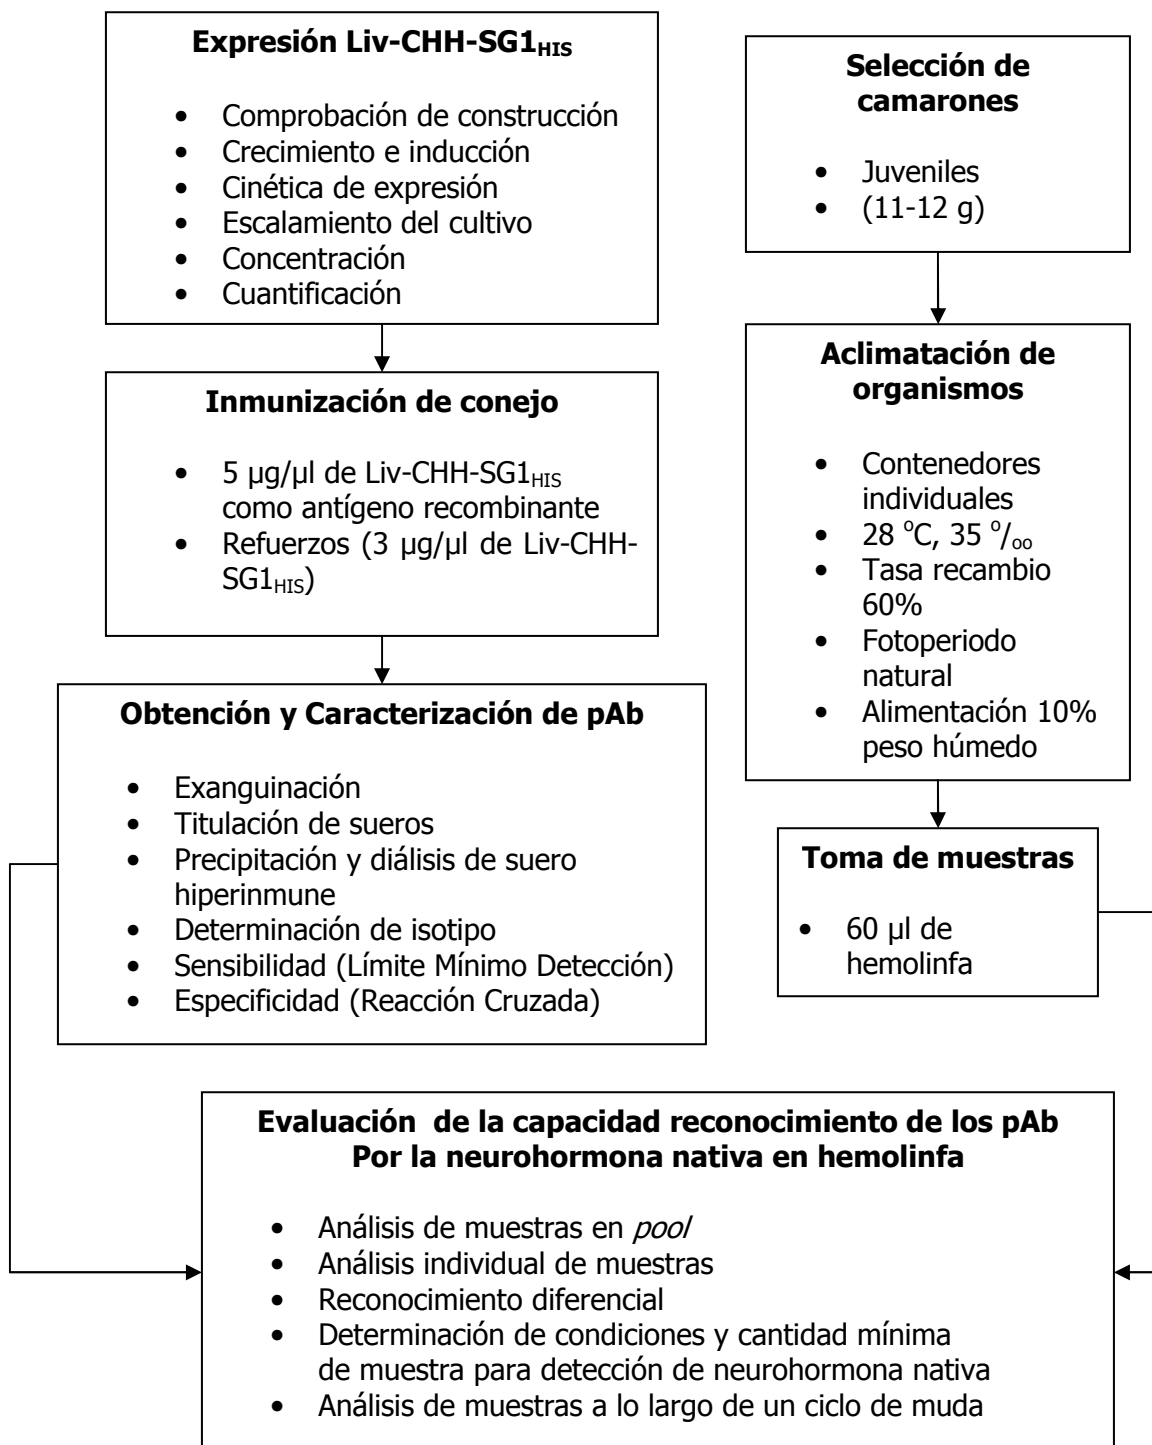 Expresión Liv-CHH-SG1HIS
• Comprobación de construcción
• Crecimiento e inducción
• Cinética de expresión
• Escalamiento del cultivo
• Concentración
• Cuantificación
Inmunización de conejo
• 5 µg/µl de Liv-CHH-SG1HIS
como antígeno recombinante
• Refuerzos (3 µg/µl de Liv-CHH-
SG1HIS)
Obtención y Caracterización de pAb
• Exanguinación
• Titulación de sueros
• Precipitación y diálisis de suero
hiperinmune
• Determinación de isotipo
• Sensibilidad (Límite Mínimo Detección)
• Especificidad (Reacción Cruzada)
Selección de
camarones
• Juveniles
• (11-12 g)
Aclimatación de
organismos
• Contenedores
individuales
• 28 °C, 35 o/oo
• Tasa recambio
60%
• Fotoperiodo
natural
• Alimentación 10%
peso húmedo
Toma de muestras
• 60 µl de
hemolinfa
Evaluación  de la capacidad reconocimiento de los pAb
Por la neurohormona nativa en hemolinfa
• Análisis de muestras en pool
• Análisis individual de muestras
• Reconocimiento diferencial
• Determinación de condiciones y cantidad mínima
de muestra para detección de neurohormona nativa
• Análisis de muestras a lo largo de un ciclo de muda